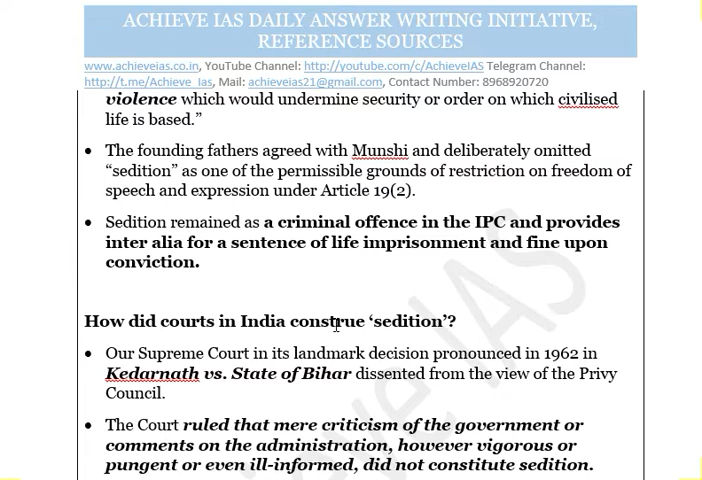 ACHIEVE IAS DAILY ANSWER WRITING INITIATIVE,
REFERENCE SOURCES
www.achieveias.co.in, YouTube Channel: http://youtube.com/c/AchieveIAS Telegram Channel:
http://t.me/Achieve_Ias, Mail: achieveias21@gmail.com, Contact Number: 8968920720
violence which would undermine security or order on which civilised
life is based.”
• The founding fathers agreed with Munshi and deliberately omitted
“sedition” as one of the permissible grounds of restriction on freedom of
speech and expression under Article 19(2).
• Sedition remained as a criminal offence in the IPC and provides
inter alia for a sentence of life imprisonment and fine upon
conviction.
How did courts in India construe ‘sedition’?
• Our Supreme Court in its landmark decision pronounced in 1962 in
Kedarnath vs. State of Bihar dissented from the view of the Privy
Council.
• The Court ruled that mere criticism of the government or
comments on the administration, however vigorous or
pungent or even ill-informed, did not constitute sedition.